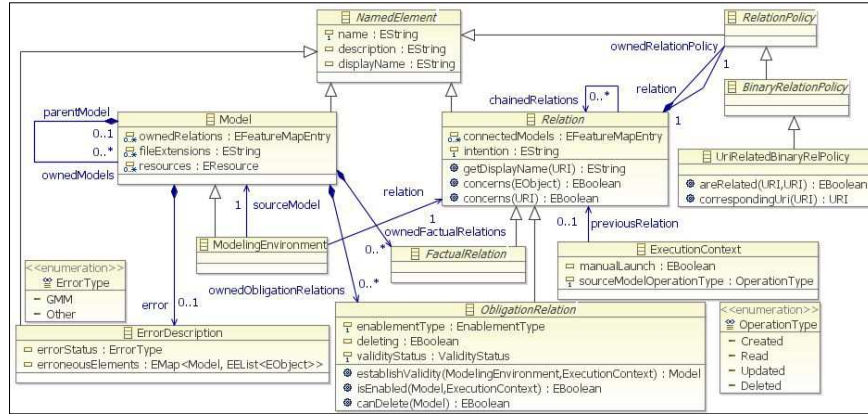 NamedElement
name : EString
description : EString
displayName : EString
RelationPolicy
ownedRelationPolicy
1
relation
1
BinaryRelationPolicy
UriRelatedBinaryRelPolicy
areRelated(URI,URI) : EBoolean
correspondingUri(URI) : URI
chainedRelations
0..*
Relation
connectedModels : EFeatureMapEntry
intention : EString
getDisplayName(URI) : EString
concerns(EObject) : EBoolean
concerns(URI) : EBoolean
parentModel
0..1
0..*
ownedModels
Model
ownedRelations : EFeatureMapEntry
fileExtensions : EString
resources : EResource
1
sourceModel
relation
1
ownedFactualRelations
0..*
ModelingEnvironment
FactualRelation
0..1
previousRelation
ExecutionContext
manualLaunch : EBoolean
sourceModelOperationType : OperationType
<<enumeration>>
ErrorType
GMM
Other
error
0..1
ownedObligationRelations
0..*
ErrorDescription
errorStatus : ErrorType
erroneousElements : EMap<Model, EEList<EObject>>
ObligationRelation
enablementType : EnablementType
deleting : EBoolean
validityStatus : ValidityStatus
establishValidity(ModelingEnvironment,ExecutionContext) : Model
isEnabled(Model,ExecutionContext) : EBoolean
canDelete(Model) : EBoolean
<<enumeration>>
OperationType
Created
Read
Updated
Deleted